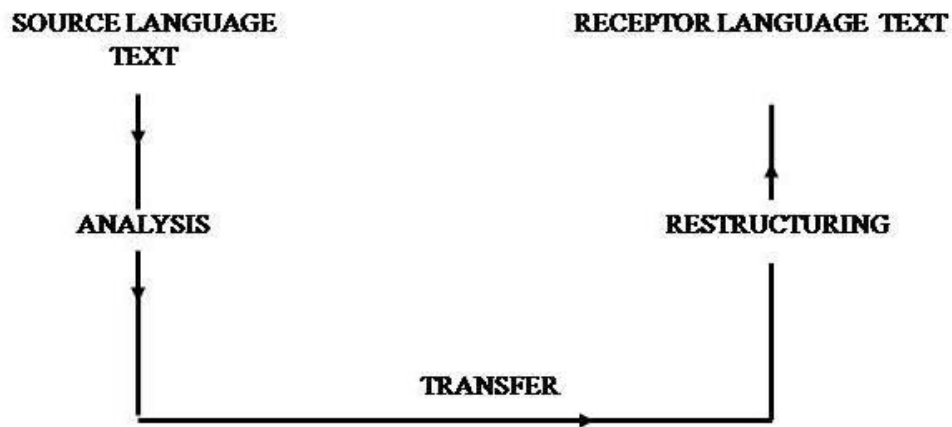 SOURCE LANGUAGE
TEXT
RECEPTOR LANGUAGE TEXT
ANALYSIS
RESTRUCTURING
TRANSFER